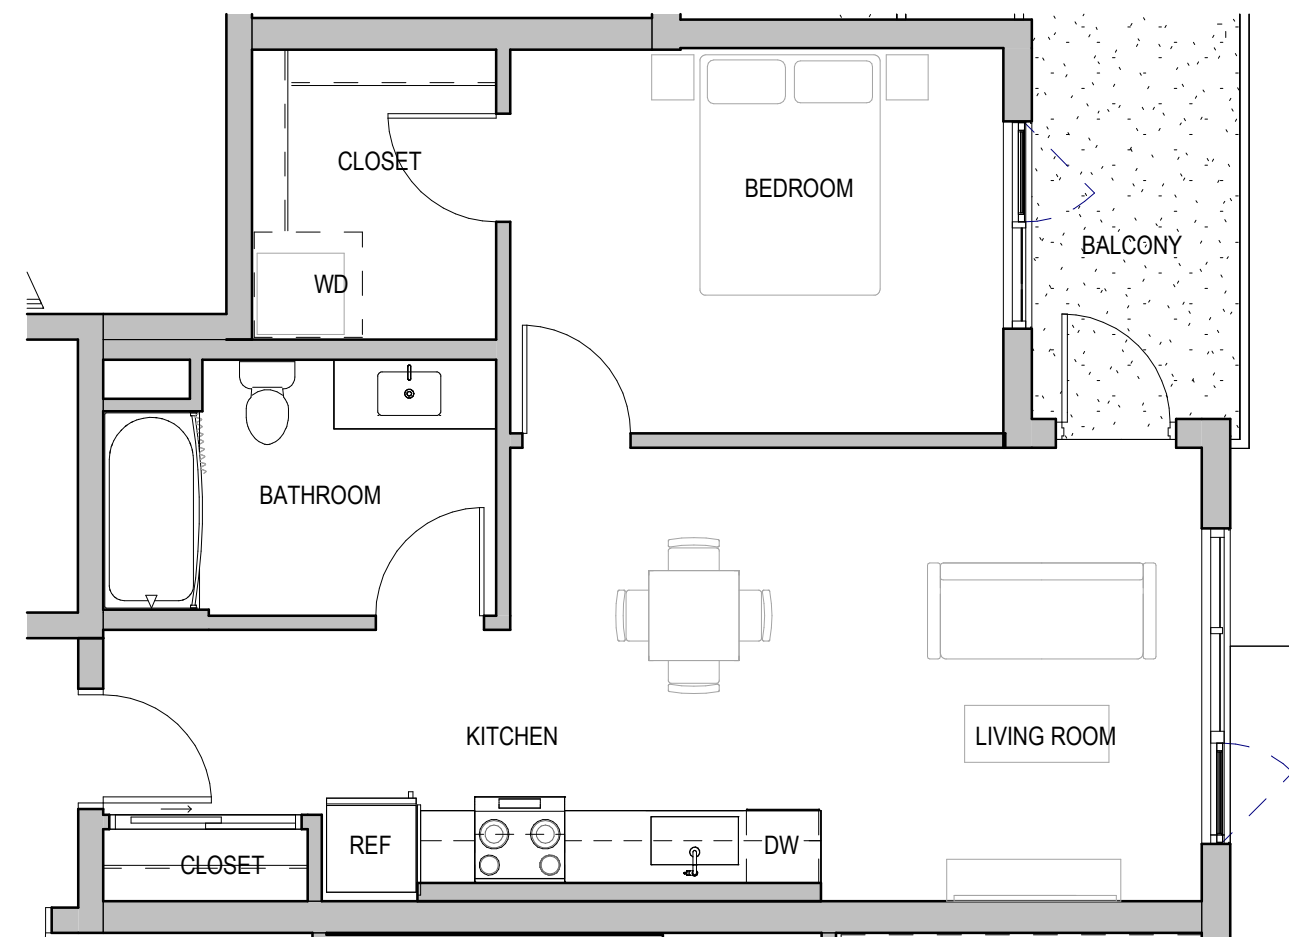 CLOSET
BEDROOM
BALCONY
WD
BATHROOM
KITCHEN
LIVING ROOM
REF
DW
CLOSET